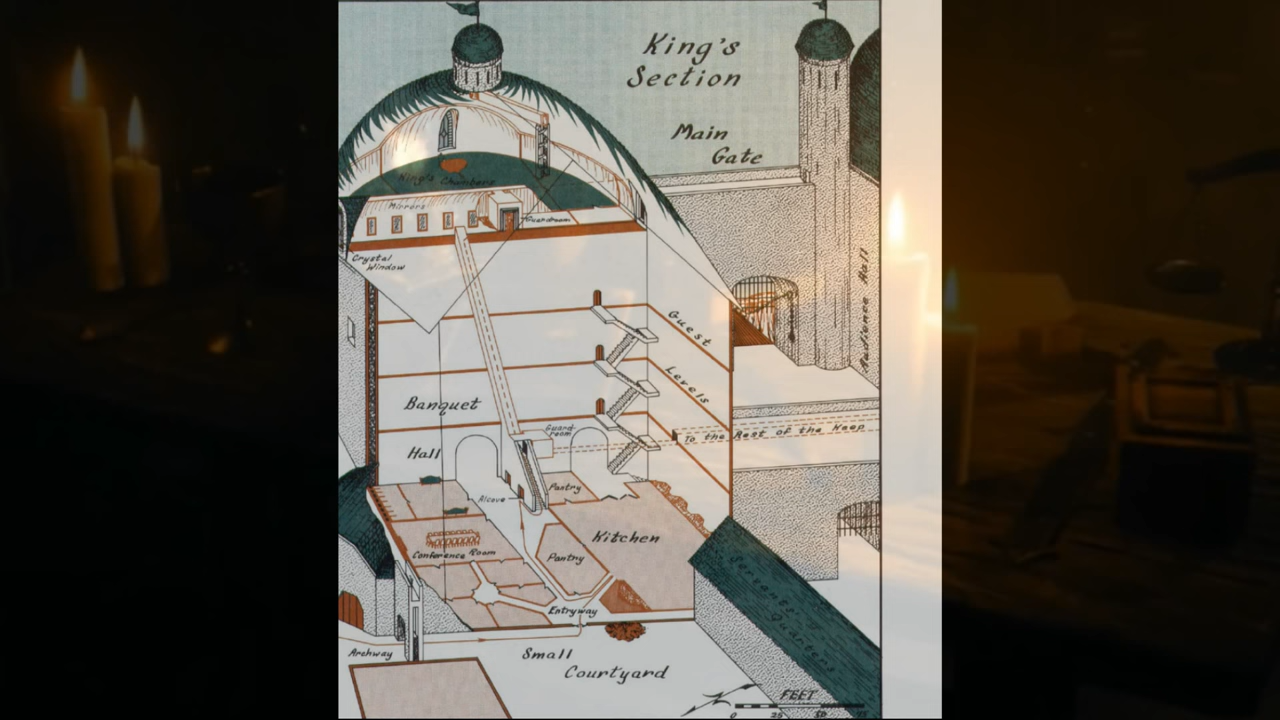 King's
Section
Main
Gate
King's Chambers
Mirrors
Guardroom
Crystal
Window
Audience Hall
Guest
Levels
Banquet
Hall
Guard-
room
To the Rest of the Keep
Pantry
Alcove
Kitchen
Conference Room
Pantry
Entryway
Servants'
Quarters
Archway
Small
Courtyard
FEET
0 25 50 75